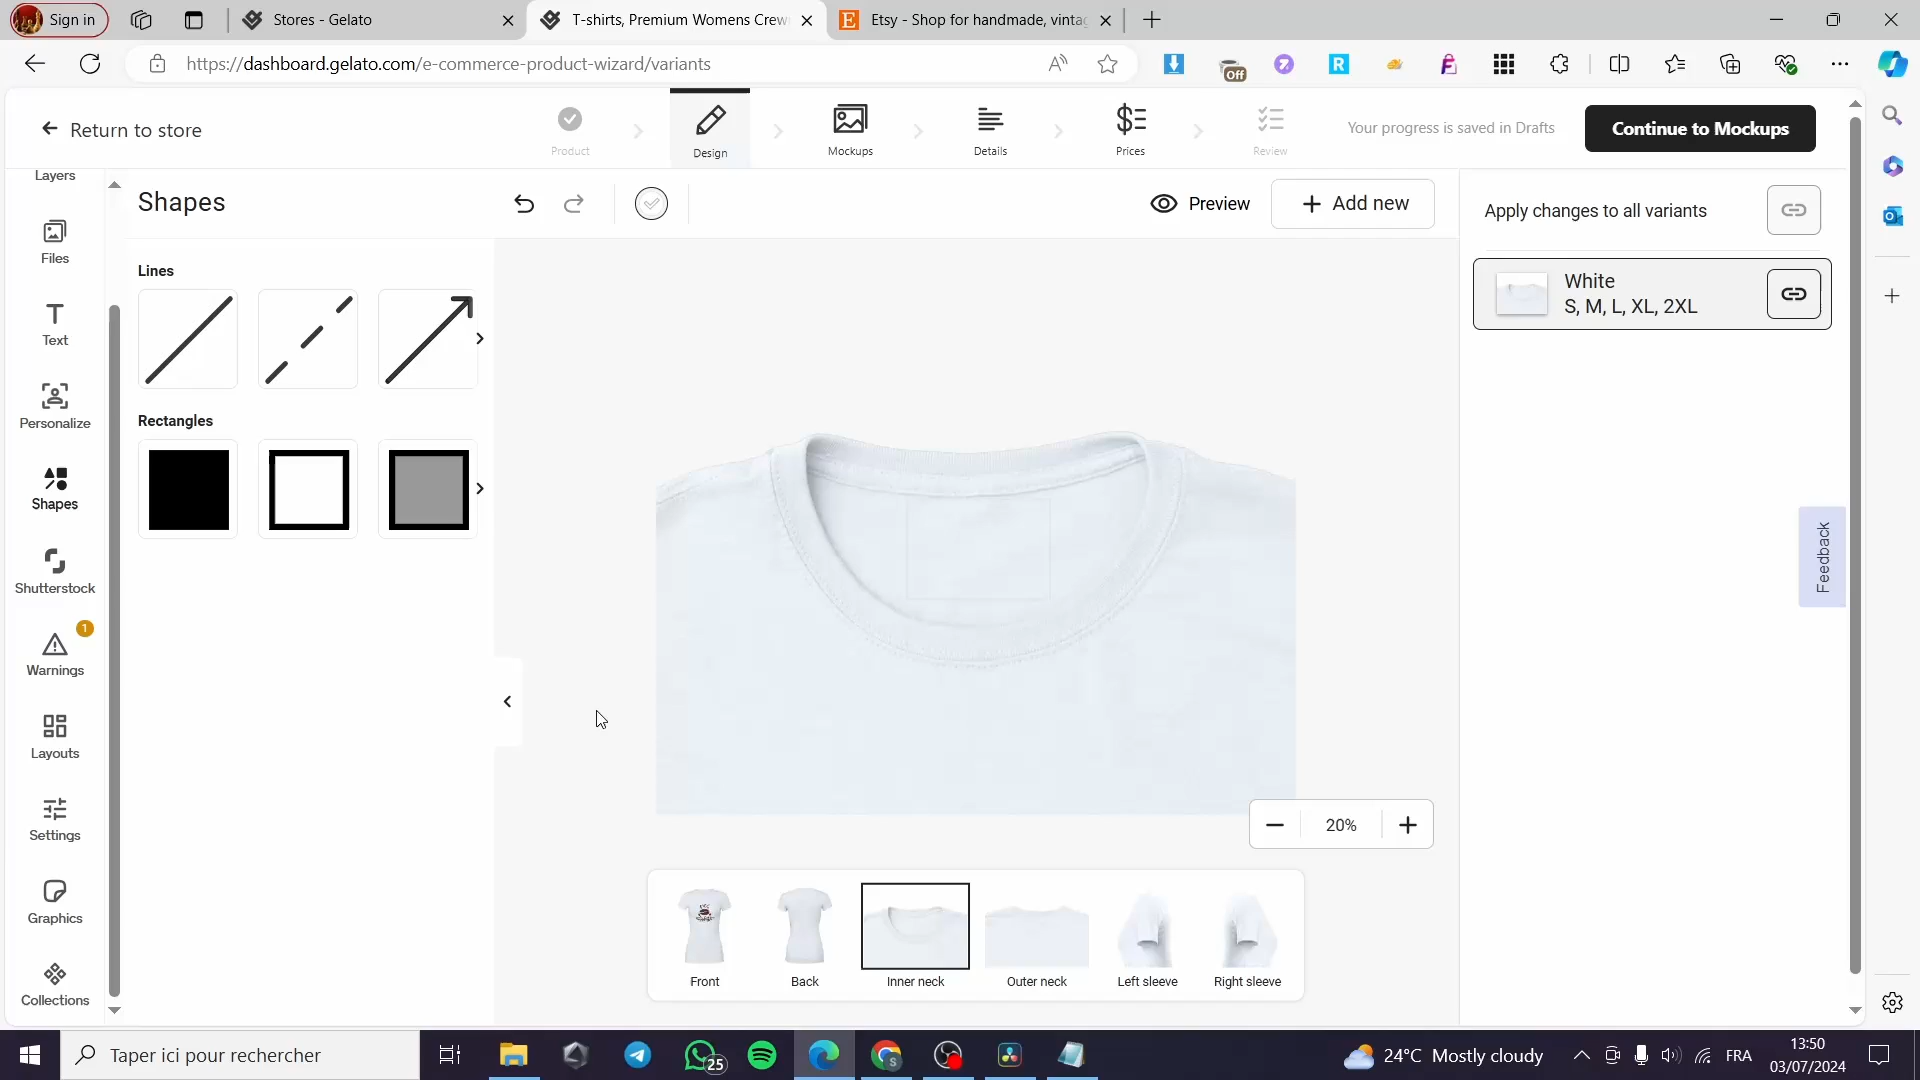 Sign in
Stores - Gelato
T-shirts, Premium Womens Crew
Etsy - Shop for handmade, vinta
https://dashboard.gelato.com/e-commerce-product-wizard/variants
Off
Return to store
Product
Design
Mockups
Details
Prices
Review
Your progress is saved in Drafts
Continue to Mockups
Layers
Files
Text
Personalize
Shapes
Shutterstock
1
Warnings
Layouts
Settings
Graphics
Collections
Shapes
Lines
Rectangles
Preview
Add new
Apply changes to all variants
White
S, M, L, XL, 2XL
Feedback
20%
Front
Back
Inner neck
Outer neck
Left sleeve
Right sleeve
Taper ici pour rechercher
25
24°C Mostly cloudy
FRA
13:50
03/07/2024